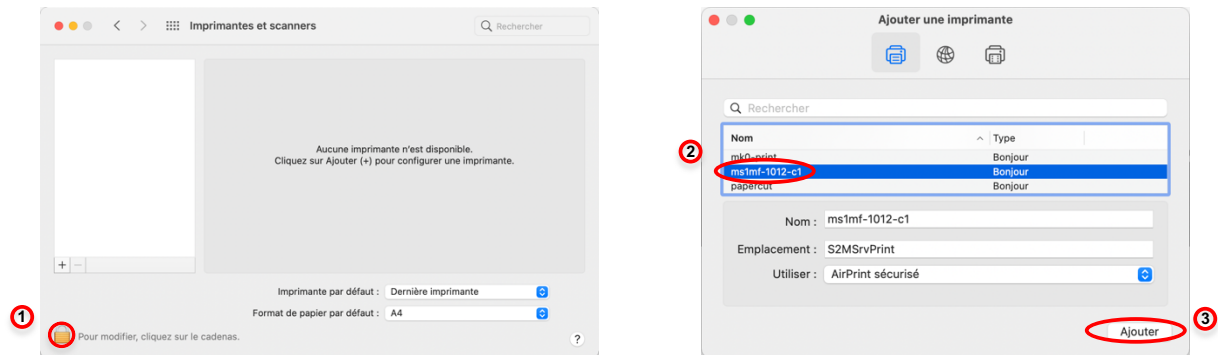 Imprimantes et scanners
Rechercher
Aucune imprimante n'est disponible.
Cliquez sur Ajouter (+) pour configurer une imprimante.
+ −
Imprimante par défaut : Dernière imprimante
Format de papier par défaut : A4
1
Pour modifier, cliquez sur le cadenas.
?
Ajouter une imprimante
Rechercher
Nom Type
2
mk0-print Bonjour
ms1mf-1012-c1 Bonjour
papercut Bonjour
Nom : ms1mf-1012-c1
Emplacement : S2MSrvPrint
Utiliser : AirPrint sécurisé
Ajouter
3